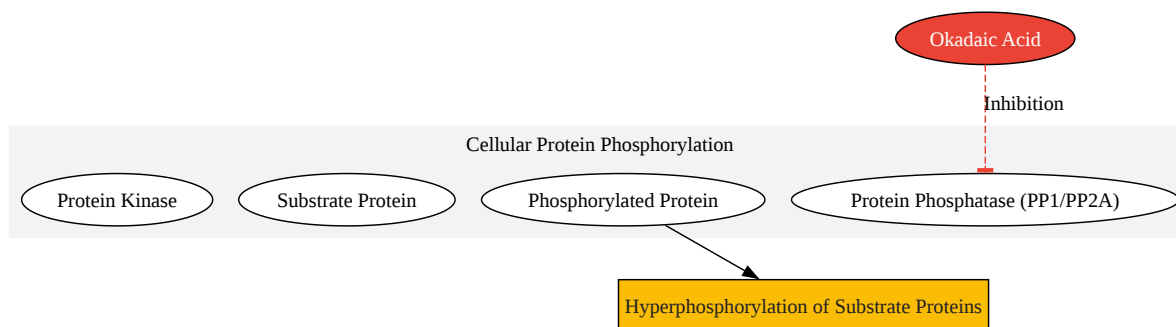 Okadaic Acid
Inhibition
Cellular Protein Phosphorylation
Protein Kinase
Substrate Protein
Phosphorylated Protein
Protein Phosphatase (PP1/PP2A)
Hyperphosphorylation of Substrate Proteins